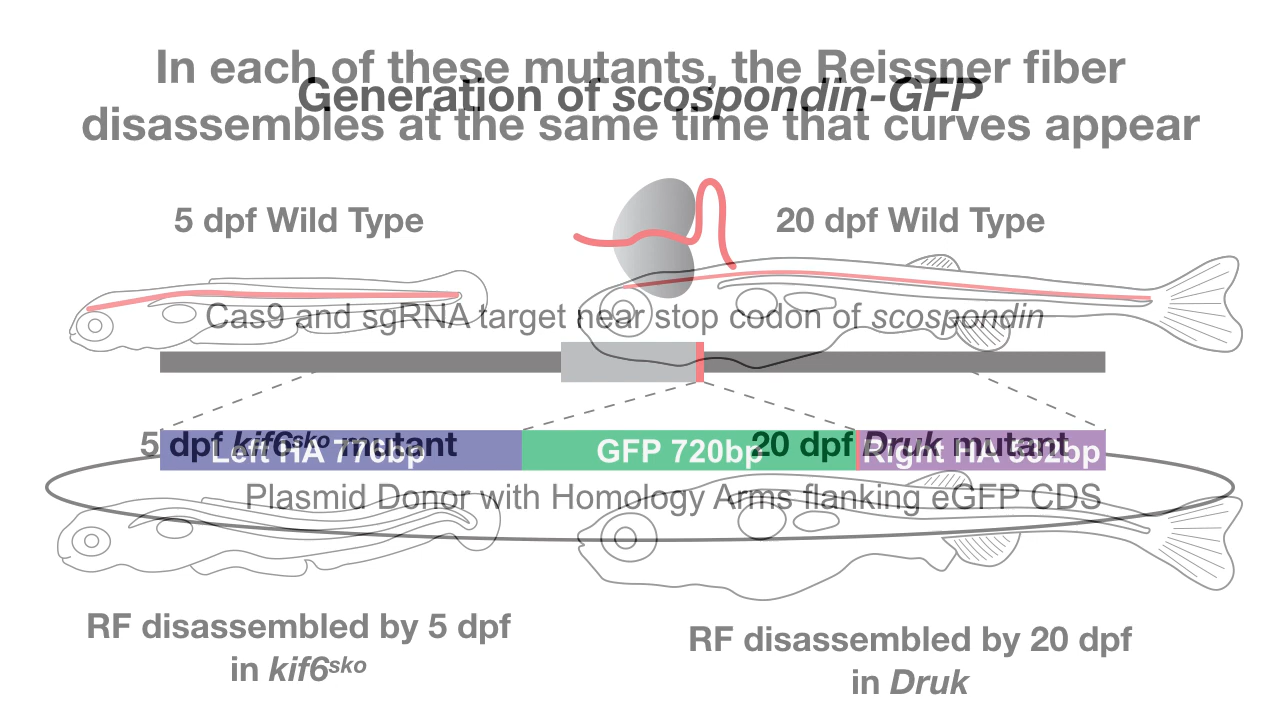 In each of these mutants, the Reissner fiber
Generation of scospondin-GFP
disassembles at the same time that curves appear
5 dpf Wild Type
20 dpf Wild Type
Cas9 and sgRNA target near stop codon of scospondin
5 dpf kif6sko mutant
20 dpf Druk mutant
Left HA 776bp
GFP 720bp
Right HA 532bp
Plasmid Donor with Homology Arms flanking eGFP CDS
RF disassembled by 5 dpf
in kif6sko
RF disassembled by 20 dpf
in Druk